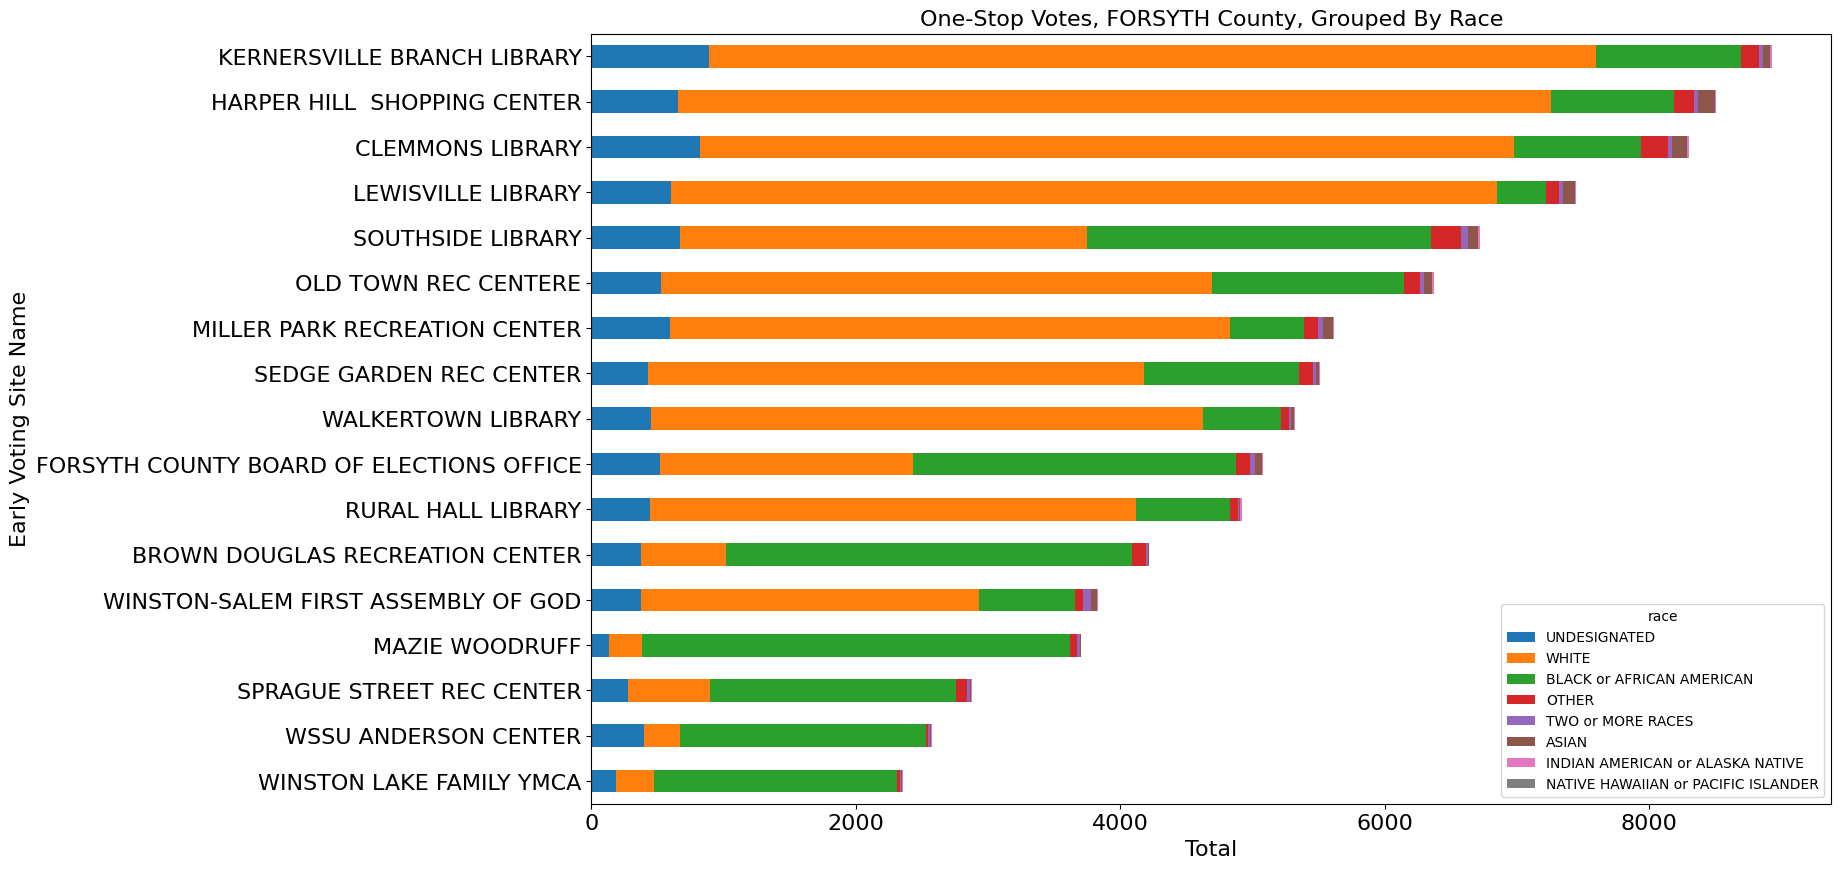 One-Stop Votes, FORSYTH County, Grouped By Race
Early Voting Site Name
KERNERSVILLE BRANCH LIBRARY
HARPER HILL  SHOPPING CENTER
CLEMMONS LIBRARY
LEWISVILLE LIBRARY
SOUTHSIDE LIBRARY
OLD TOWN REC CENTERE
MILLER PARK RECREATION CENTER
SEDGE GARDEN REC CENTER
WALKERTOWN LIBRARY
FORSYTH COUNTY BOARD OF ELECTIONS OFFICE
RURAL HALL LIBRARY
BROWN DOUGLAS RECREATION CENTER
WINSTON-SALEM FIRST ASSEMBLY OF GOD
MAZIE WOODRUFF
SPRAGUE STREET REC CENTER
WSSU ANDERSON CENTER
WINSTON LAKE FAMILY YMCA
race
UNDESIGNATED
WHITE
BLACK or AFRICAN AMERICAN
OTHER
TWO or MORE RACES
ASIAN
INDIAN AMERICAN or ALASKA NATIVE
NATIVE HAWAIIAN or PACIFIC ISLANDER
0 2000 4000 6000 8000
Total